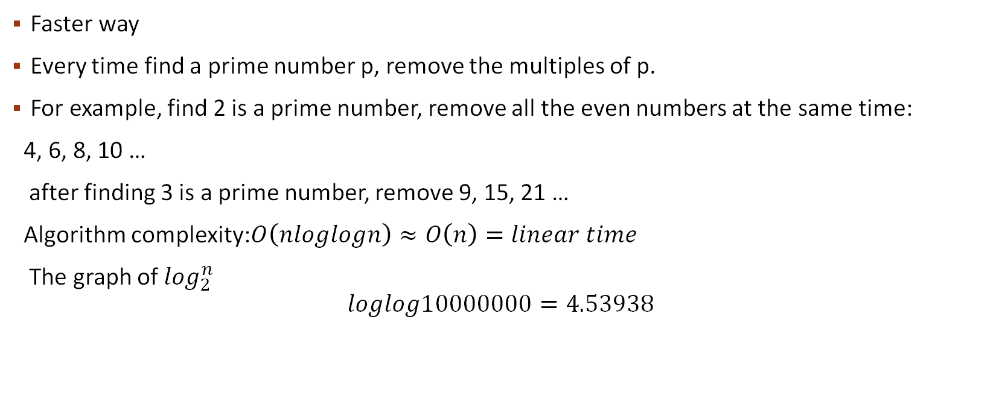 ▪ Faster way
▪ Every time find a prime number p, remove the multiples of p.
▪ For example, find 2 is a prime number, remove all the even numbers at the same time:
4, 6, 8, 10 …
after finding 3 is a prime number, remove 9, 15, 21 …
Algorithm complexity:𝑂(𝑛𝑙𝑜𝑔𝑙𝑜𝑔𝑛) ≈ 𝑂(𝑛) = 𝑙𝑖𝑛𝑒𝑎𝑟 𝑡𝑖𝑚𝑒
The graph of $log_2^n$
𝑙𝑜𝑔𝑙𝑜𝑔10000000 = 4.53938